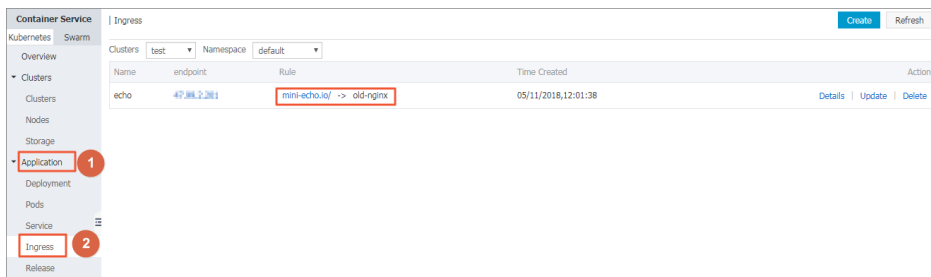 Container Service
Ingress
Create
Refresh
Kubernetes Swarm
Clusters test Namespace default
Overview
Name endpoint Rule Time Created Action
Clusters
echo mini-echo.io/ -> old-nginx 05/11/2018,12:01:38 Details | Update | Delete
Clusters
Nodes
Storage
Application 1
Deployment
Pods
Service
Ingress 2
Release